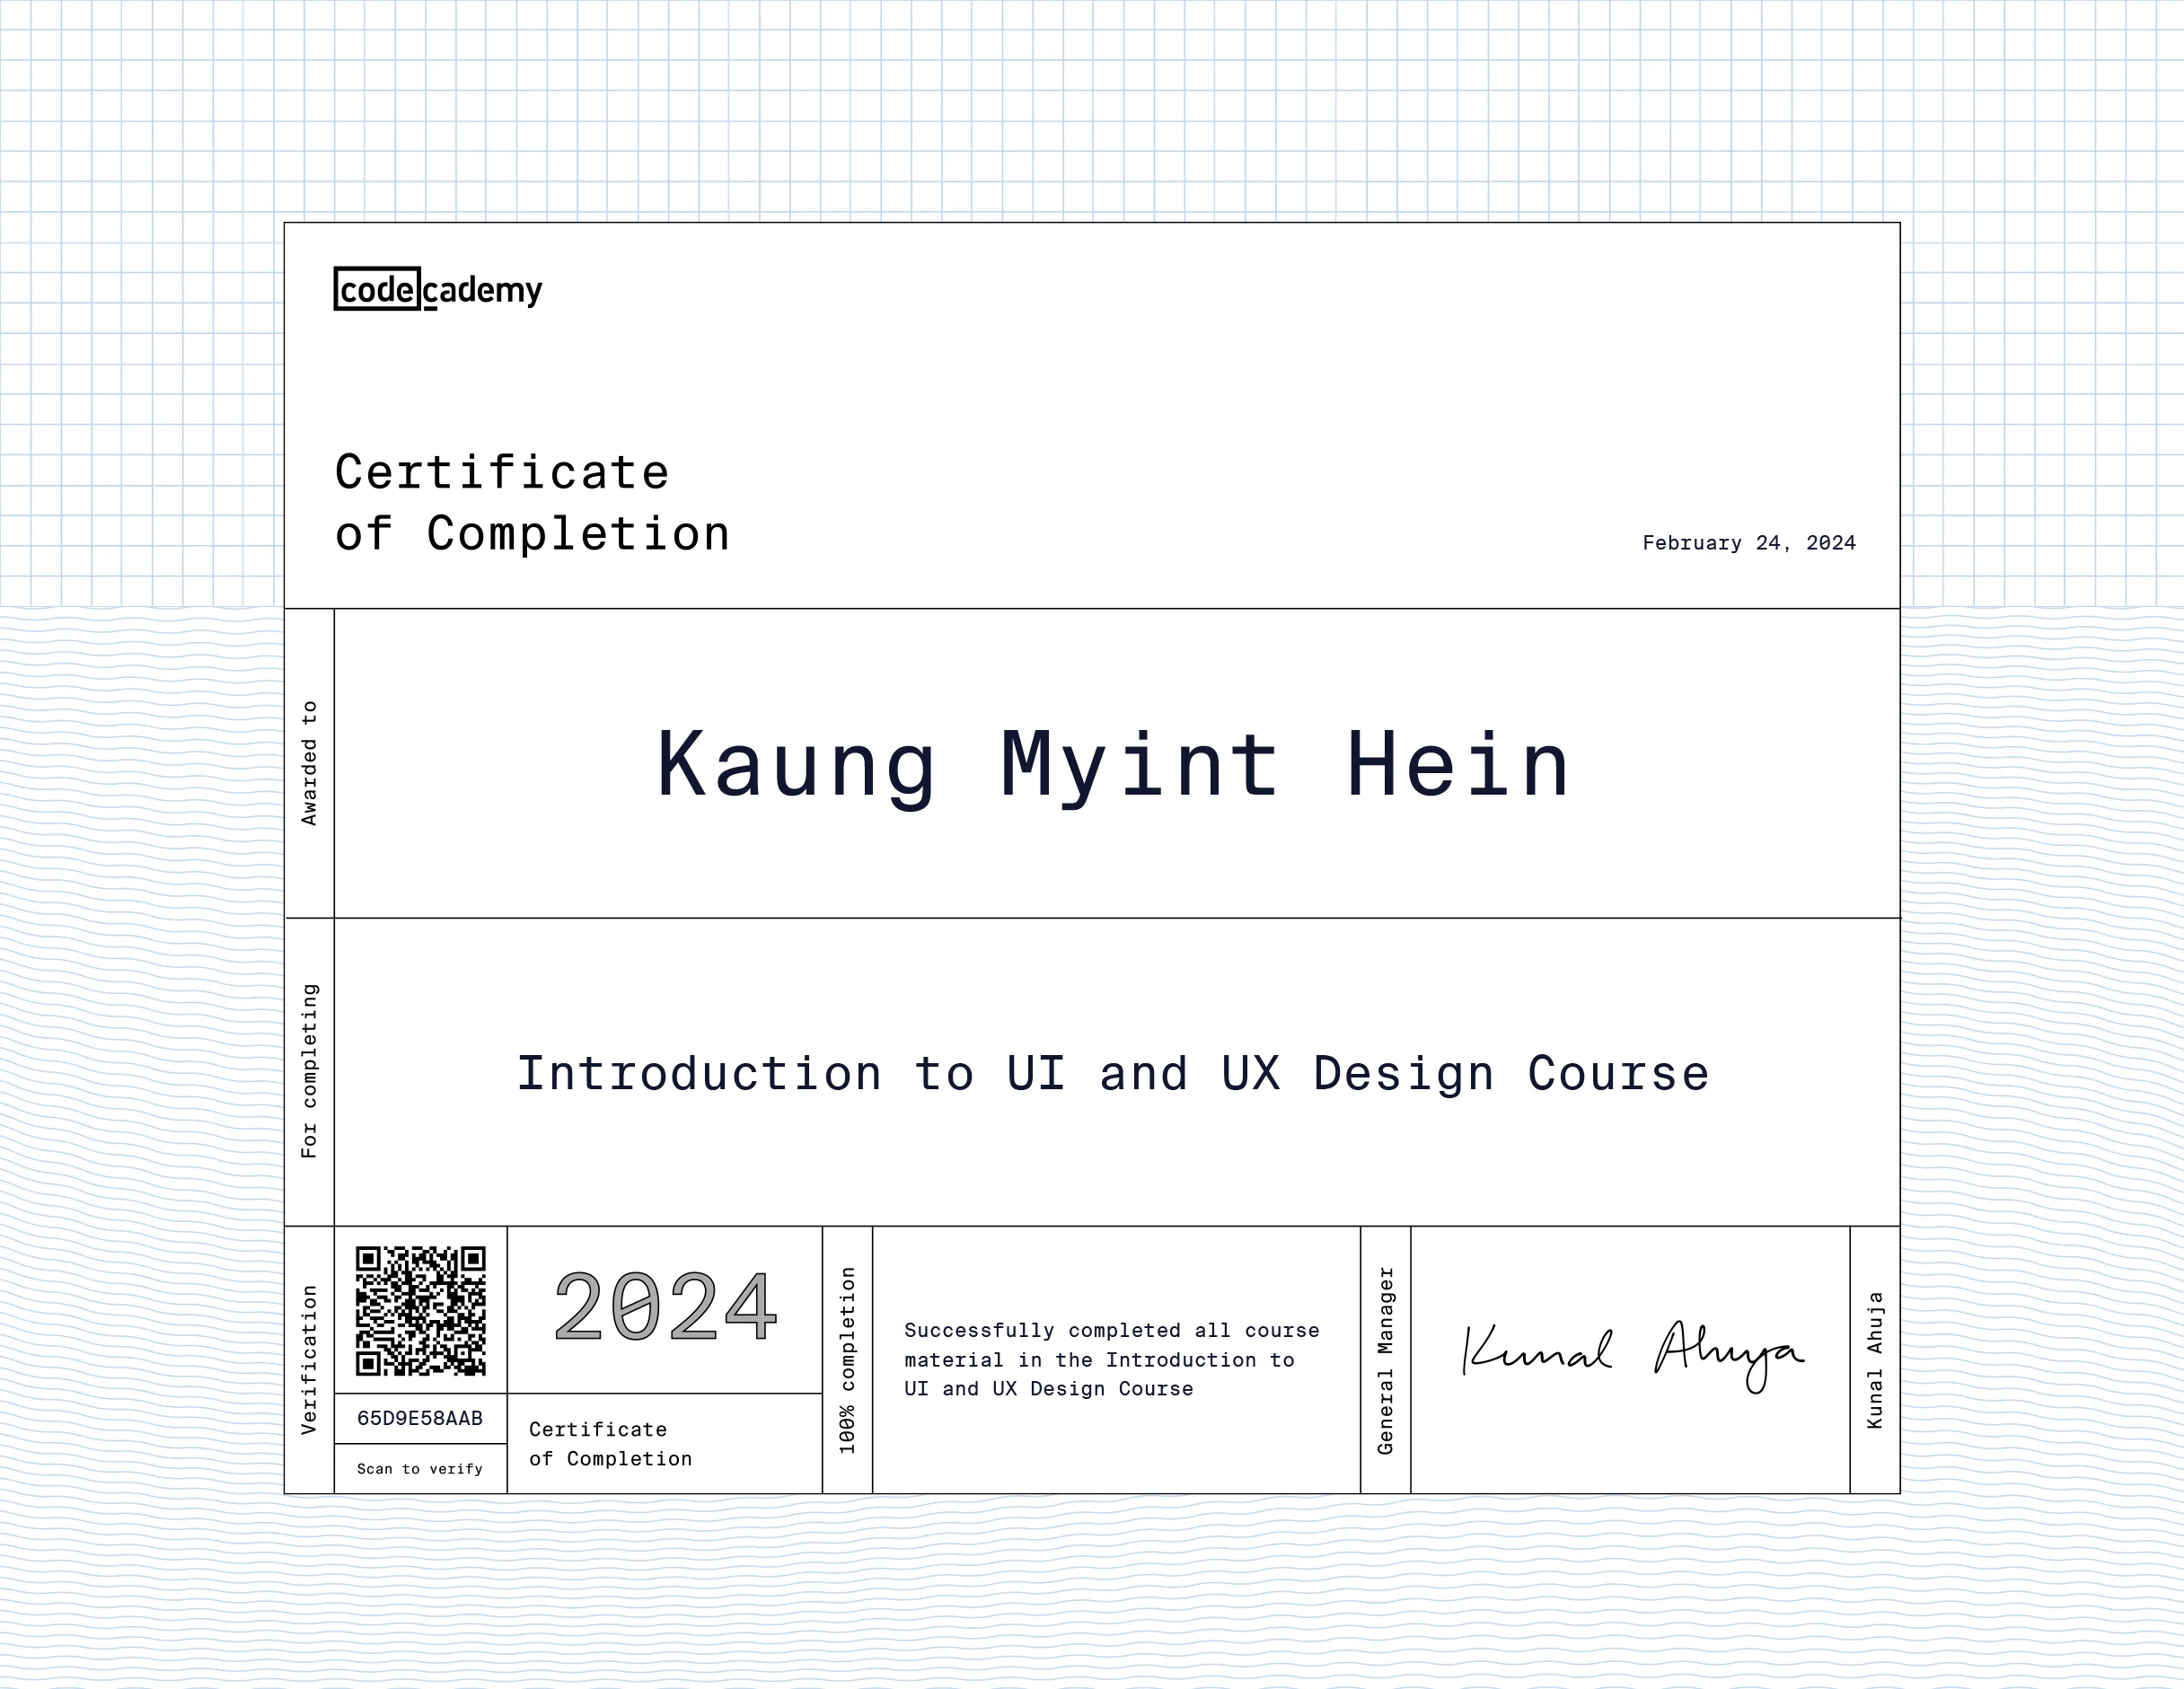 codecademy
Certificate
of Completion
February 24, 2024
Awarded to
Kaung Myint Hein
For completing
Introduction to UI and UX Design Course
Verification
65D9E58AAB
Scan to verify
2024
Certificate
of Completion
100% completion
Successfully completed all course
material in the Introduction to
UI and UX Design Course
General Manager
Kunal Ahuja
Kunal Ahuja